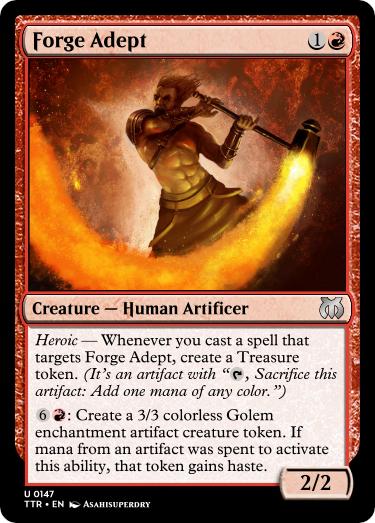 Forge Adept 1
Creature — Human Artificer
Heroic — Whenever you cast a spell that
targets Forge Adept, create a Treasure
token. (It's an artifact with “, Sacrifice this
artifact: Add one mana of any color.”)
6 : Create a 3/3 colorless Golem
enchantment artifact creature token. If
mana from an artifact was spent to activate
this ability, that token gains haste.
2/2
U 0147
TTR • EN Asahisuperdry